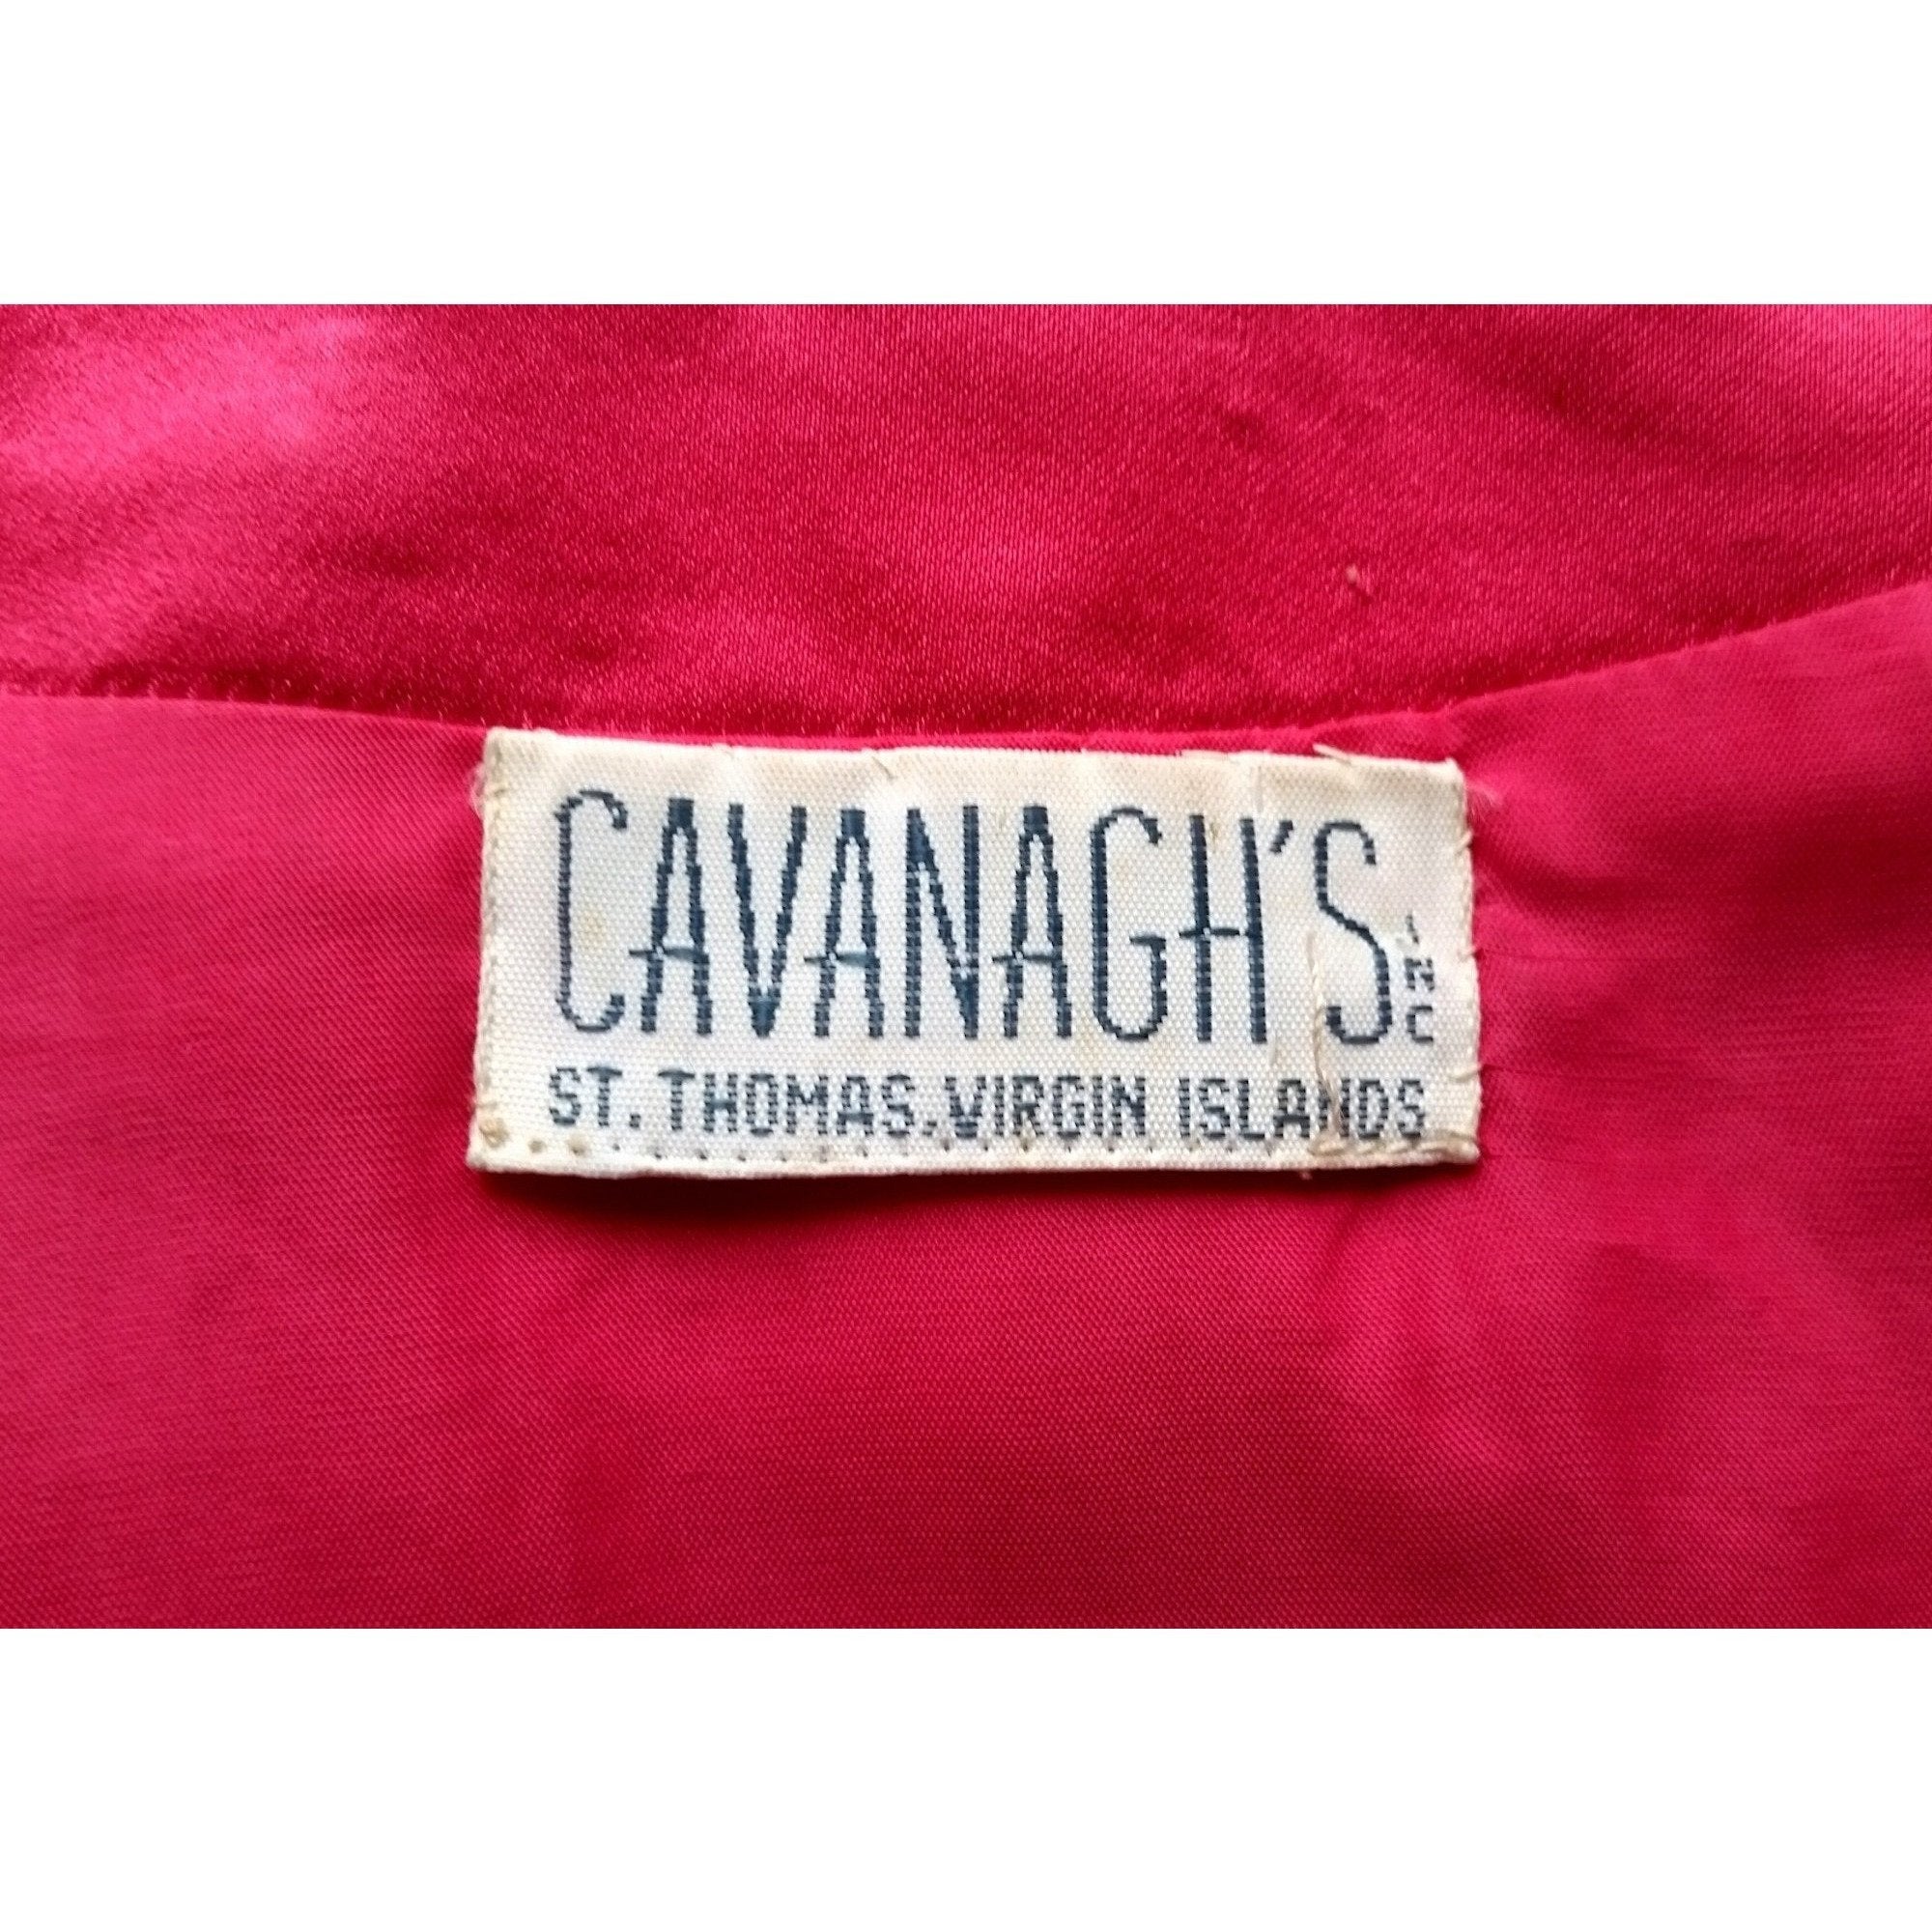 CAVANAGH'S INC
ST. THOMAS. VIRGIN ISLANDS